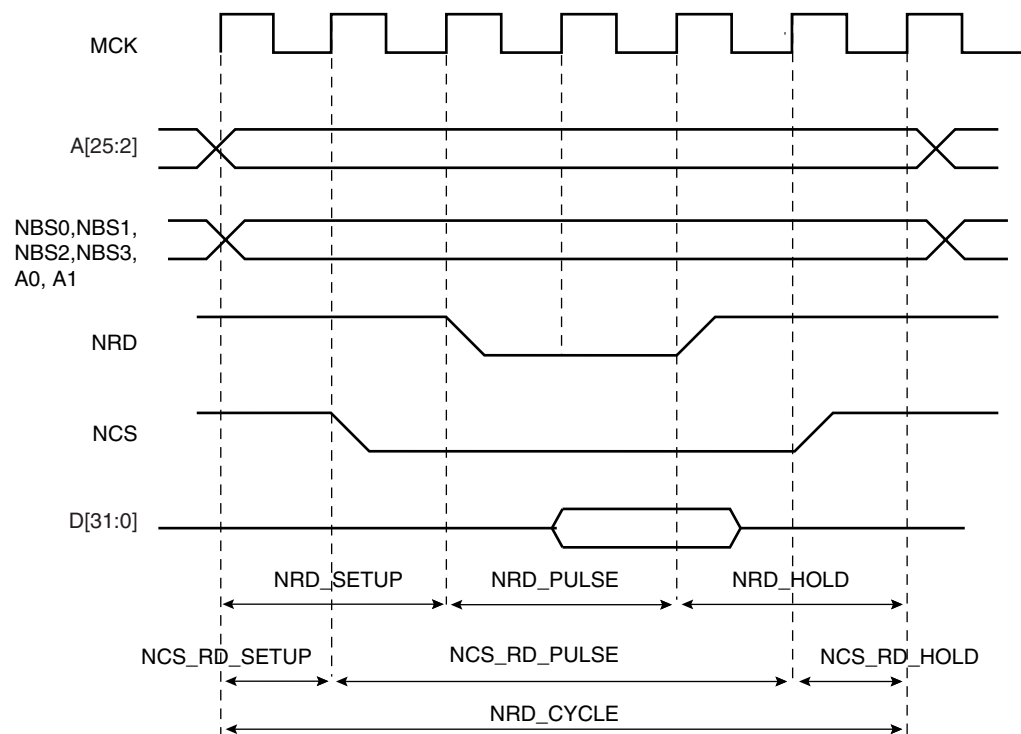 MCK
A[25:2]
NBS0,NBS1,
NBS2,NBS3,
A0, A1
NRD
NCS
D[31:0]
NRD_SETUP
NRD_PULSE
NRD_HOLD
NCS_RD_SETUP
NCS_RD_PULSE
NCS_RD_HOLD
NRD_CYCLE